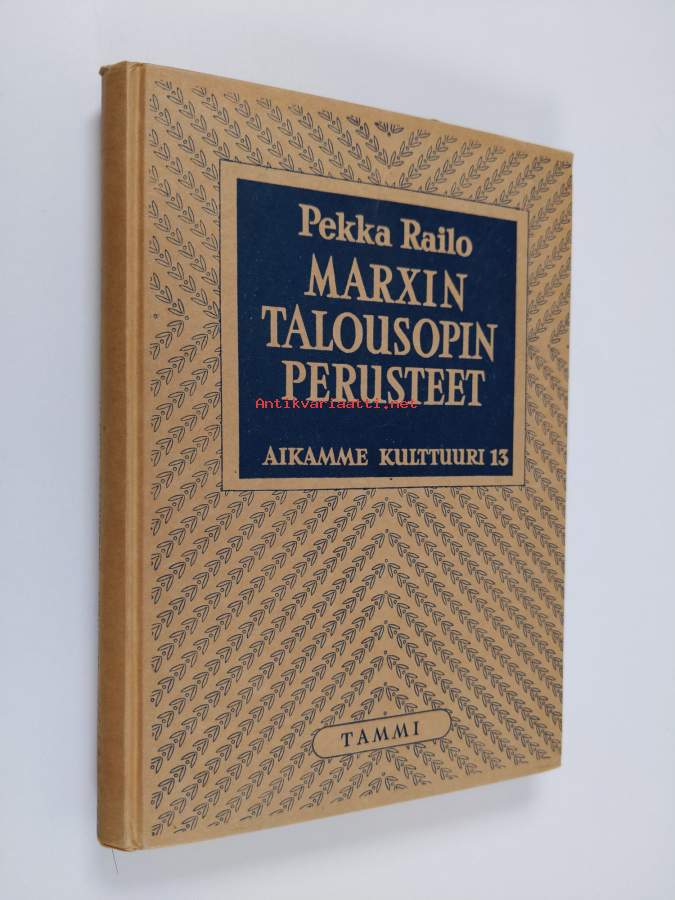 Pekka Railo
MARXIN
TALOUSOPIN
PERUSTEET
Antikvariaatti.net
AIKAMME KULTTUURI 13
TAMMI